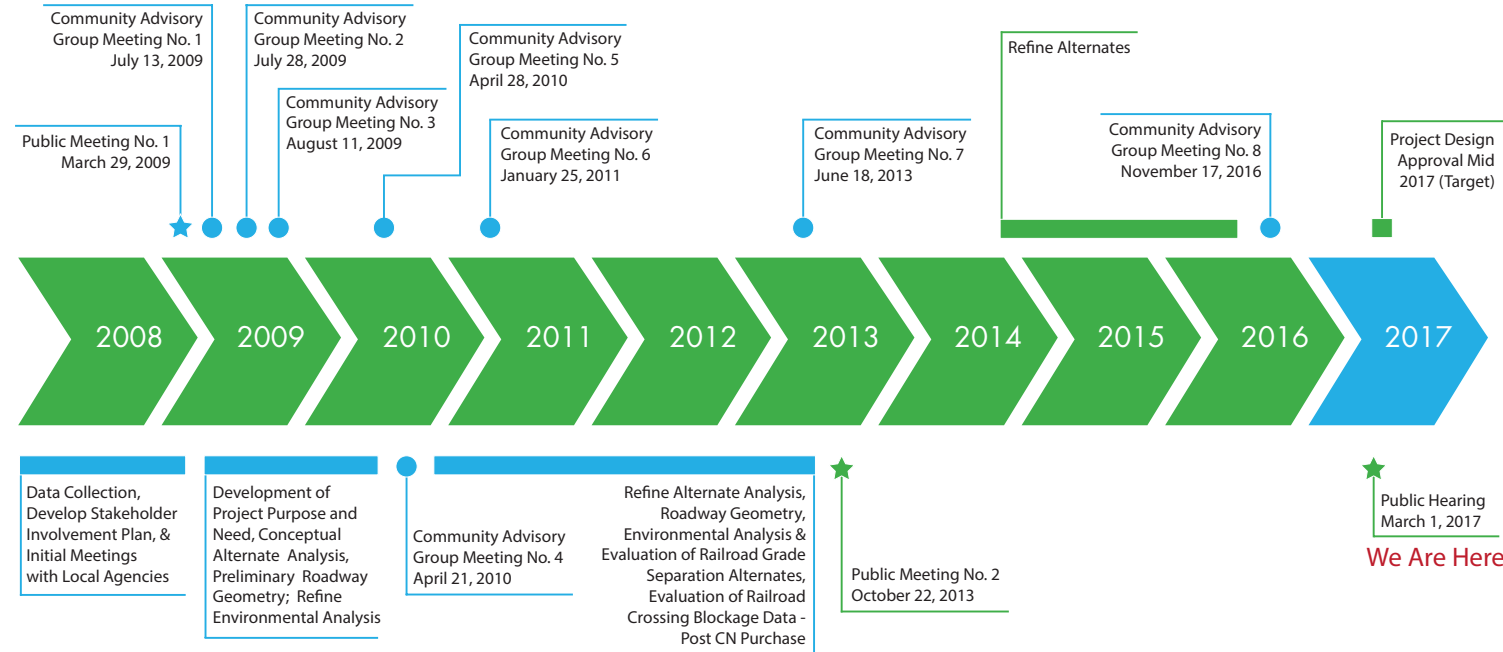 Community Advisory
Group Meeting No. 1
July 13, 2009
Community Advisory
Group Meeting No. 2
July 28, 2009
Community Advisory
Group Meeting No. 5
April 28, 2010
Refine Alternates
Public Meeting No. 1
March 29, 2009
Community Advisory
Group Meeting No. 3
August 11, 2009
Community Advisory
Group Meeting No. 6
January 25, 2011
Community Advisory
Group Meeting No. 7
June 18, 2013
Community Advisory
Group Meeting No. 8
November 17, 2016
Project Design
Approval Mid
2017 (Target)
2008
2009
2010
2011
2012
2013
2014
2015
2016
2017
Data Collection,
Develop Stakeholder
Involvement Plan, &
Initial Meetings
with Local Agencies
Development of
Project Purpose and
Need, Conceptual
Alternate Analysis,
Preliminary Roadway
Geometry; Refine
Environmental Analysis
Community Advisory
Group Meeting No. 4
April 21, 2010
Refine Alternate Analysis,
Roadway Geometry,
Environmental Analysis &
Evaluation of Railroad Grade
Separation Alternates,
Evaluation of Railroad
Crossing Blockage Data -
Post CN Purchase
Public Meeting No. 2
October 22, 2013
Public Hearing
March 1, 2017
We Are Here